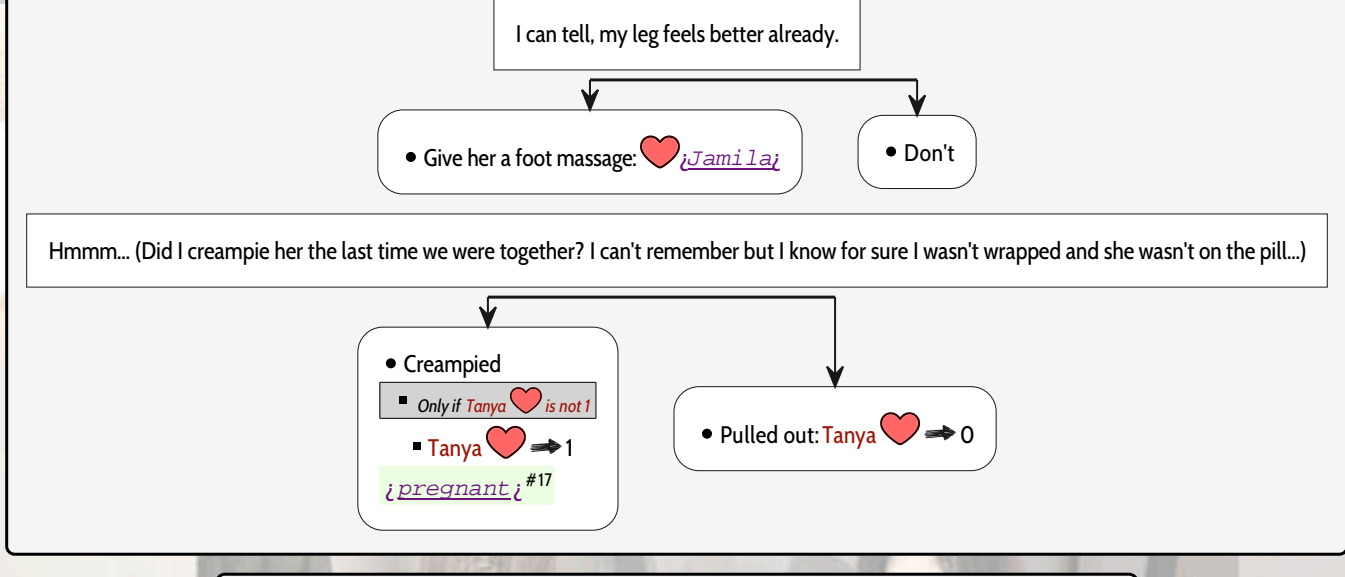 I can tell, my leg feels better already.
• Give her a foot massage: ¿Jamila¿
• Don't
Hmmm... (Did I creampie her the last time we were together? I can't remember but I know for sure I wasn't wrapped and she wasn't on the pill...)
• Creampied
▪ Only if Tanya is not 1
▪ Tanya ⇒ 1
¿pregnant¿ #17
• Pulled out: Tanya ⇒ 0